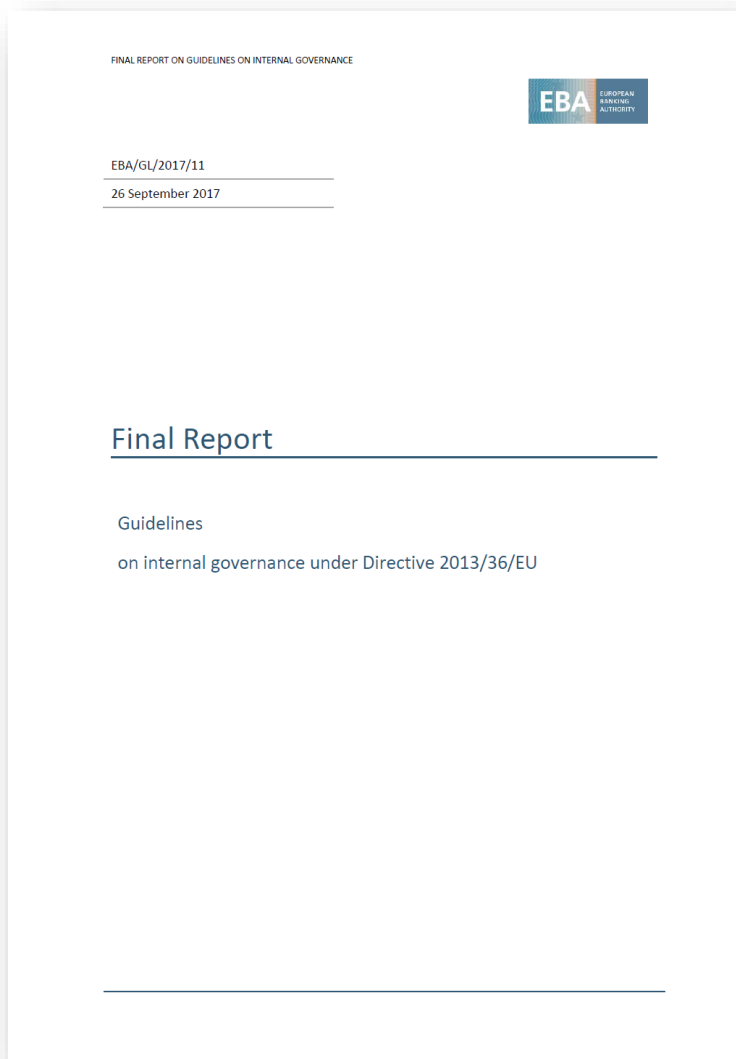 FINAL REPORT ON GUIDELINES ON INTERNAL GOVERNANCE
EBA
EUROPEAN
BANKING
AUTHORITY
EBA/GL/2017/11
26 September 2017
Final Report
Guidelines
on internal governance under Directive 2013/36/EU